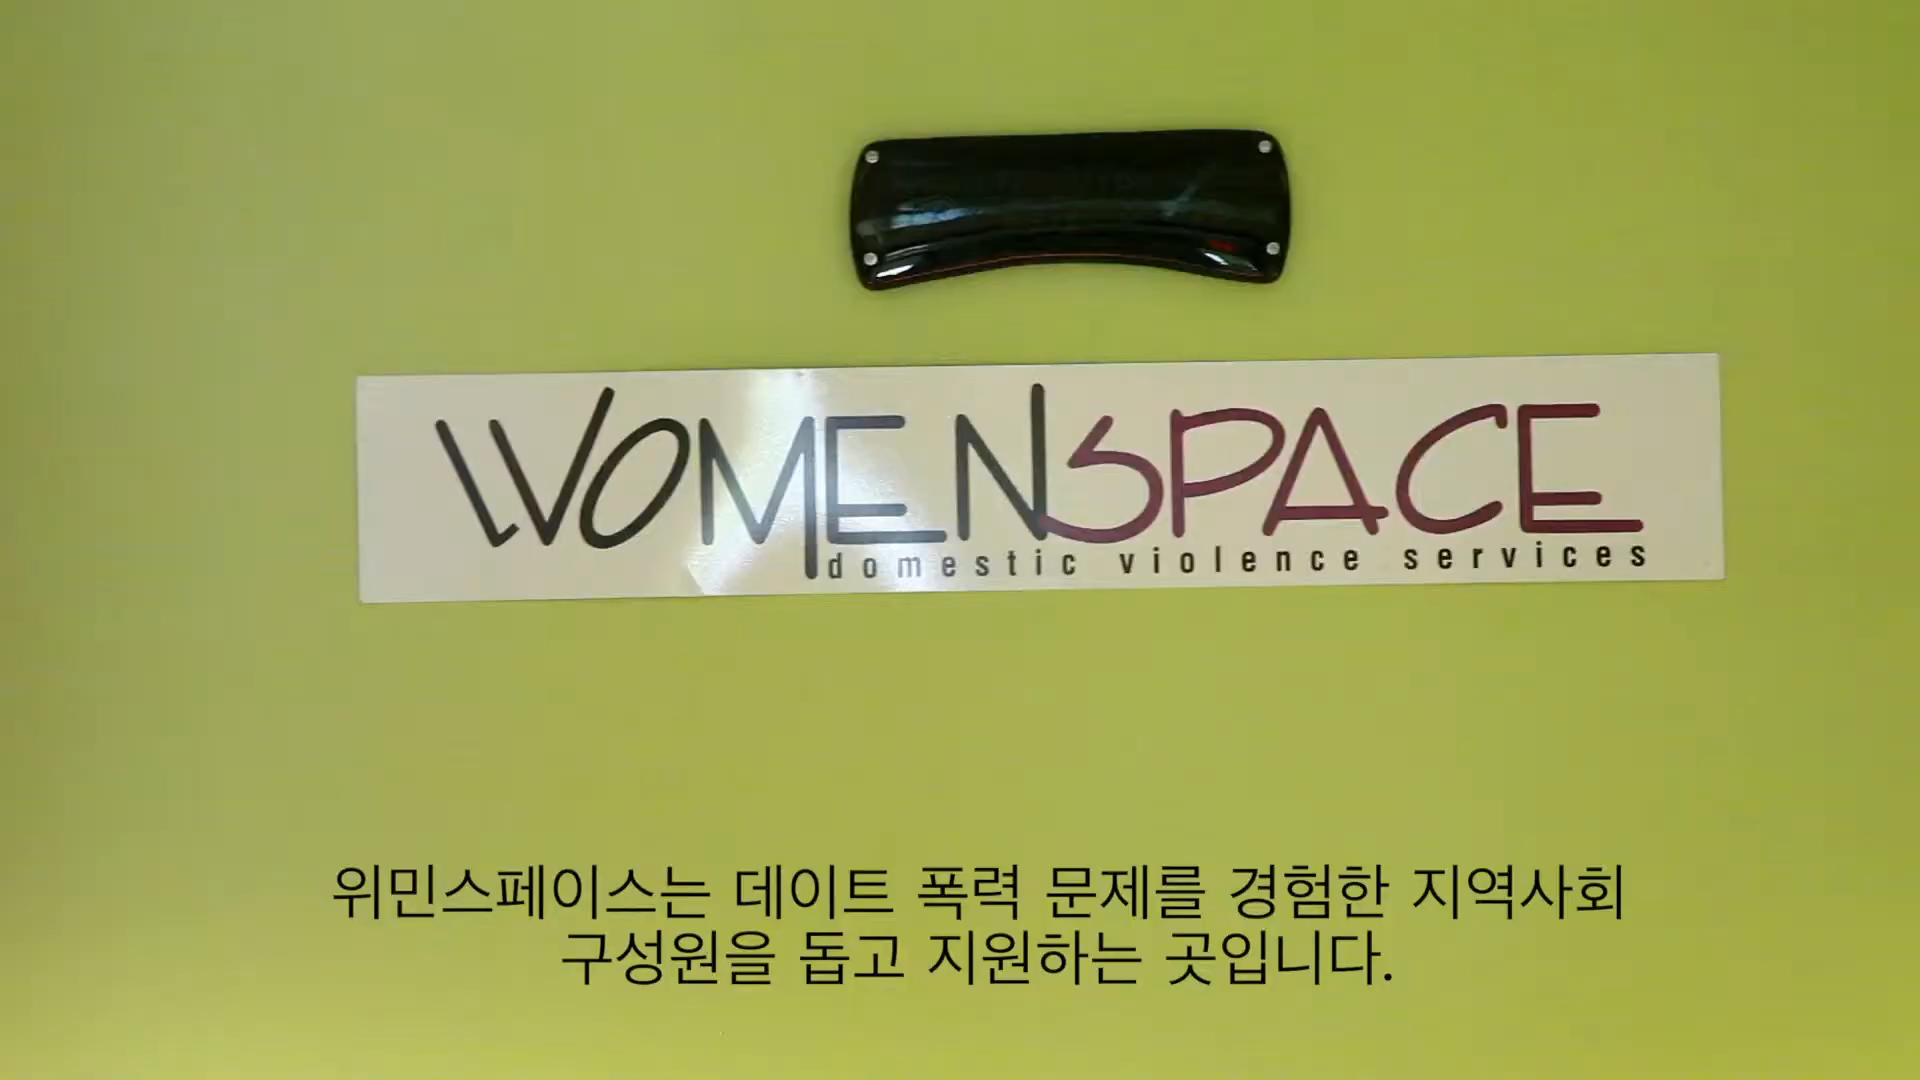 WOMENSPACE
domestic violence services
위민스페이스는 데이트 폭력 문제를 경험한 지역사회
구성원을 돕고 지원하는 곳입니다.